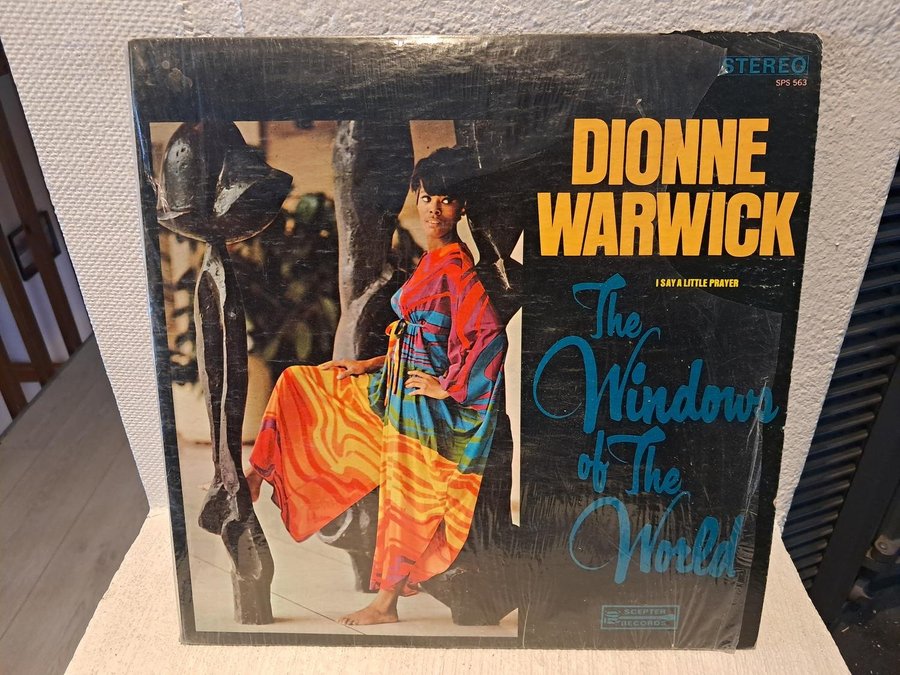 STEREO
SPS 563
DIONNE
WARWICK
I SAY A LITTLE PRAYER
The
Windows
of The
World
SCEPTER
RECORDS